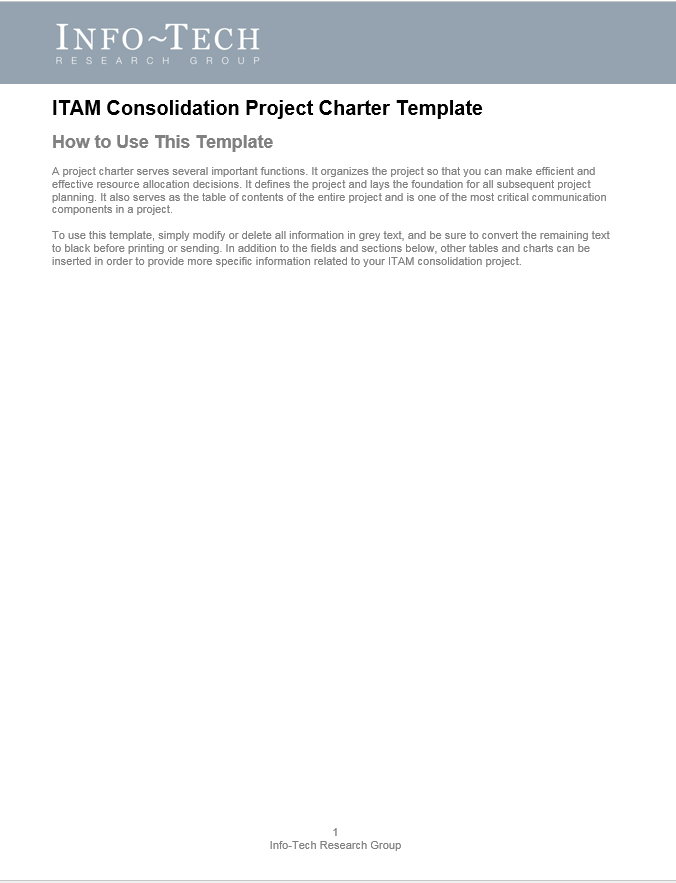 INFO~TECH
RESEARCH GROUP
ITAM Consolidation Project Charter Template
How to Use This Template
A project charter serves several important functions. It organizes the project so that you can make efficient and
effective resource allocation decisions. It defines the project and lays the foundation for all subsequent project
planning. It also serves as the table of contents of the entire project and is one of the most critical communication
components in a project.
To use this template, simply modify or delete all information in grey text, and be sure to convert the remaining text
to black before printing or sending. In addition to the fields and sections below, other tables and charts can be
inserted in order to provide more specific information related to your ITAM consolidation project.
1
Info-Tech Research Group